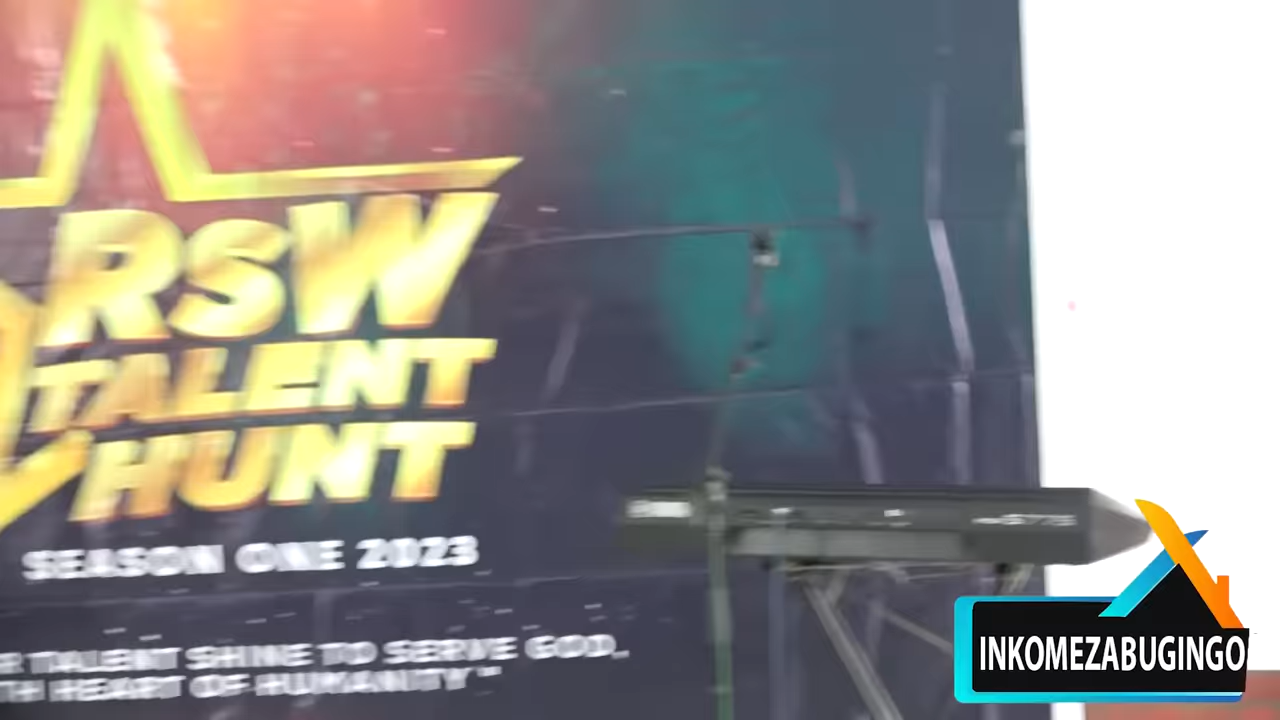 RSW
TALENT
HUNT
SEASON ONE 2023
TALENT SHINE TO SERVE GOD,
HEART OF HUMANITY"
INKOMEZABUGINGO